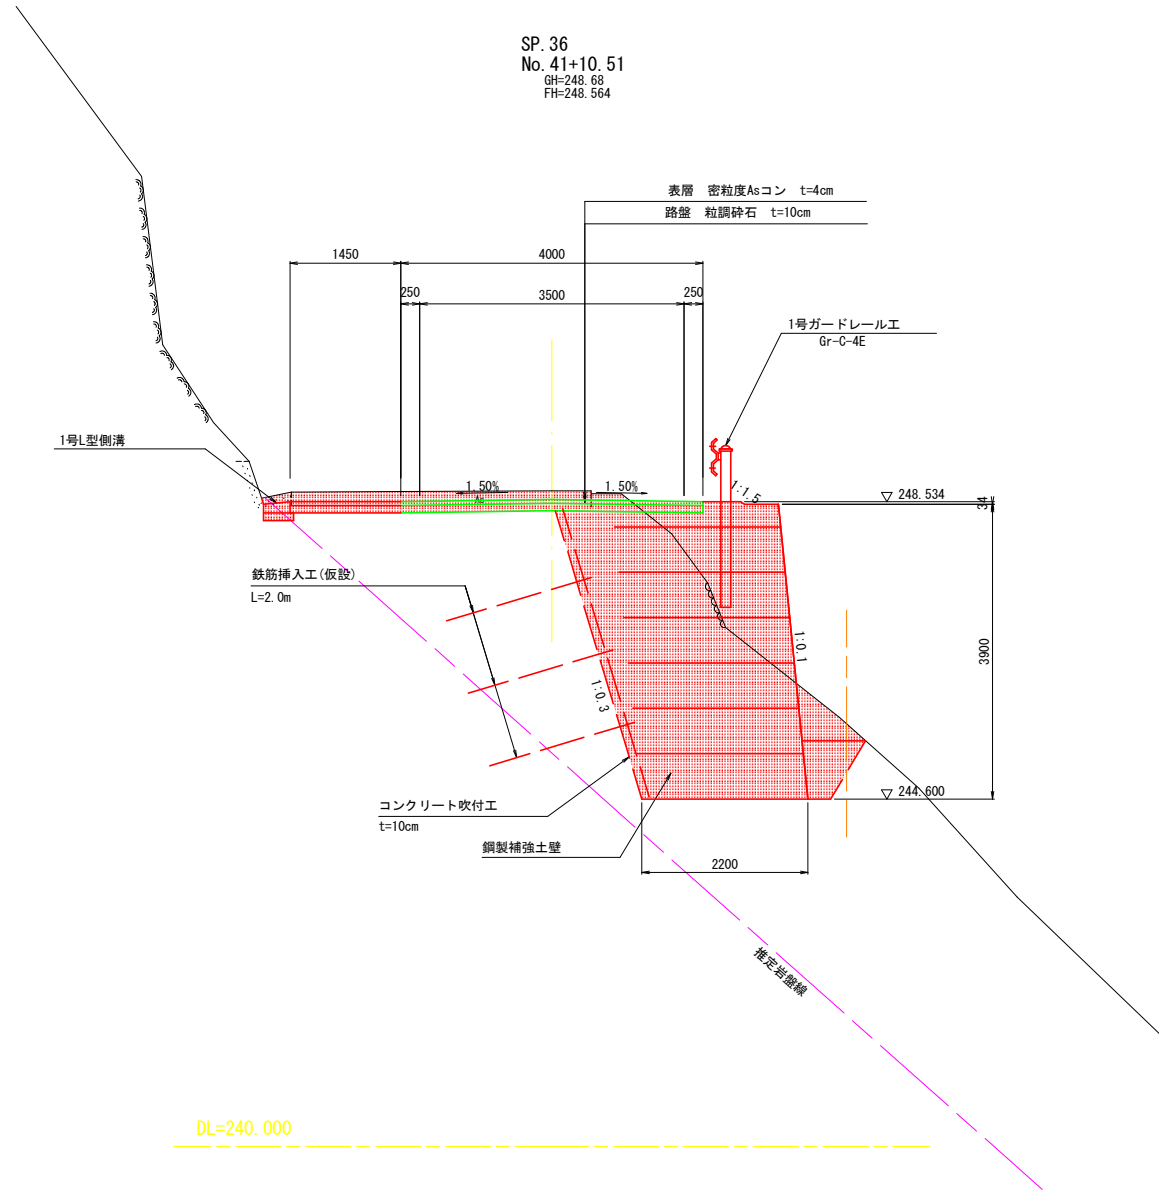 SP.36
No.41+10.51
GH=248.68
FH=248.564
表層 密粒度Asコン t=4cm
路盤 粒調砕石 t=10cm
1450
4000
250
3500
250
1号ガードレール工
Gr-C-4E
1号L型側溝
1.50%
1.50%
As
1:1.5
▽ 248.534
34
鉄筋挿入工(仮設)
L=2.0m
1:0.1
3900
1:0.3
▽ 244.600
コンクリート吹付工
t=10cm
鋼製補強土壁
2200
推定岩盤線
DL=240.000